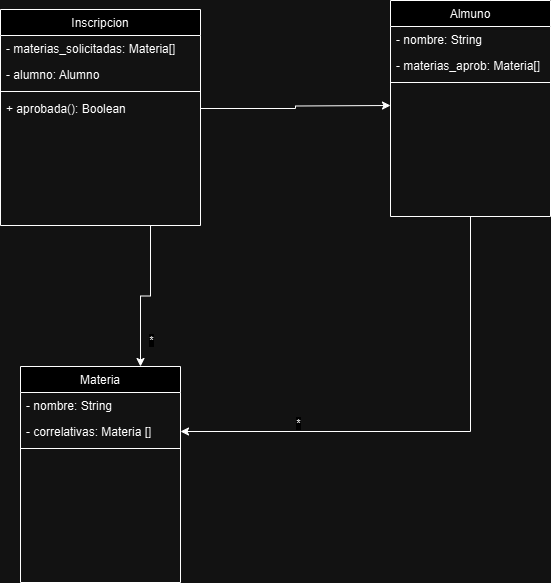 Inscripcion
- materias_solicitadas: Materia[]
- alumno: Alumno
+ aprobada(): Boolean
Almuno
- nombre: String
- materias_aprob: Materia[]
*
Materia
- nombre: String
- correlativas: Materia []
*